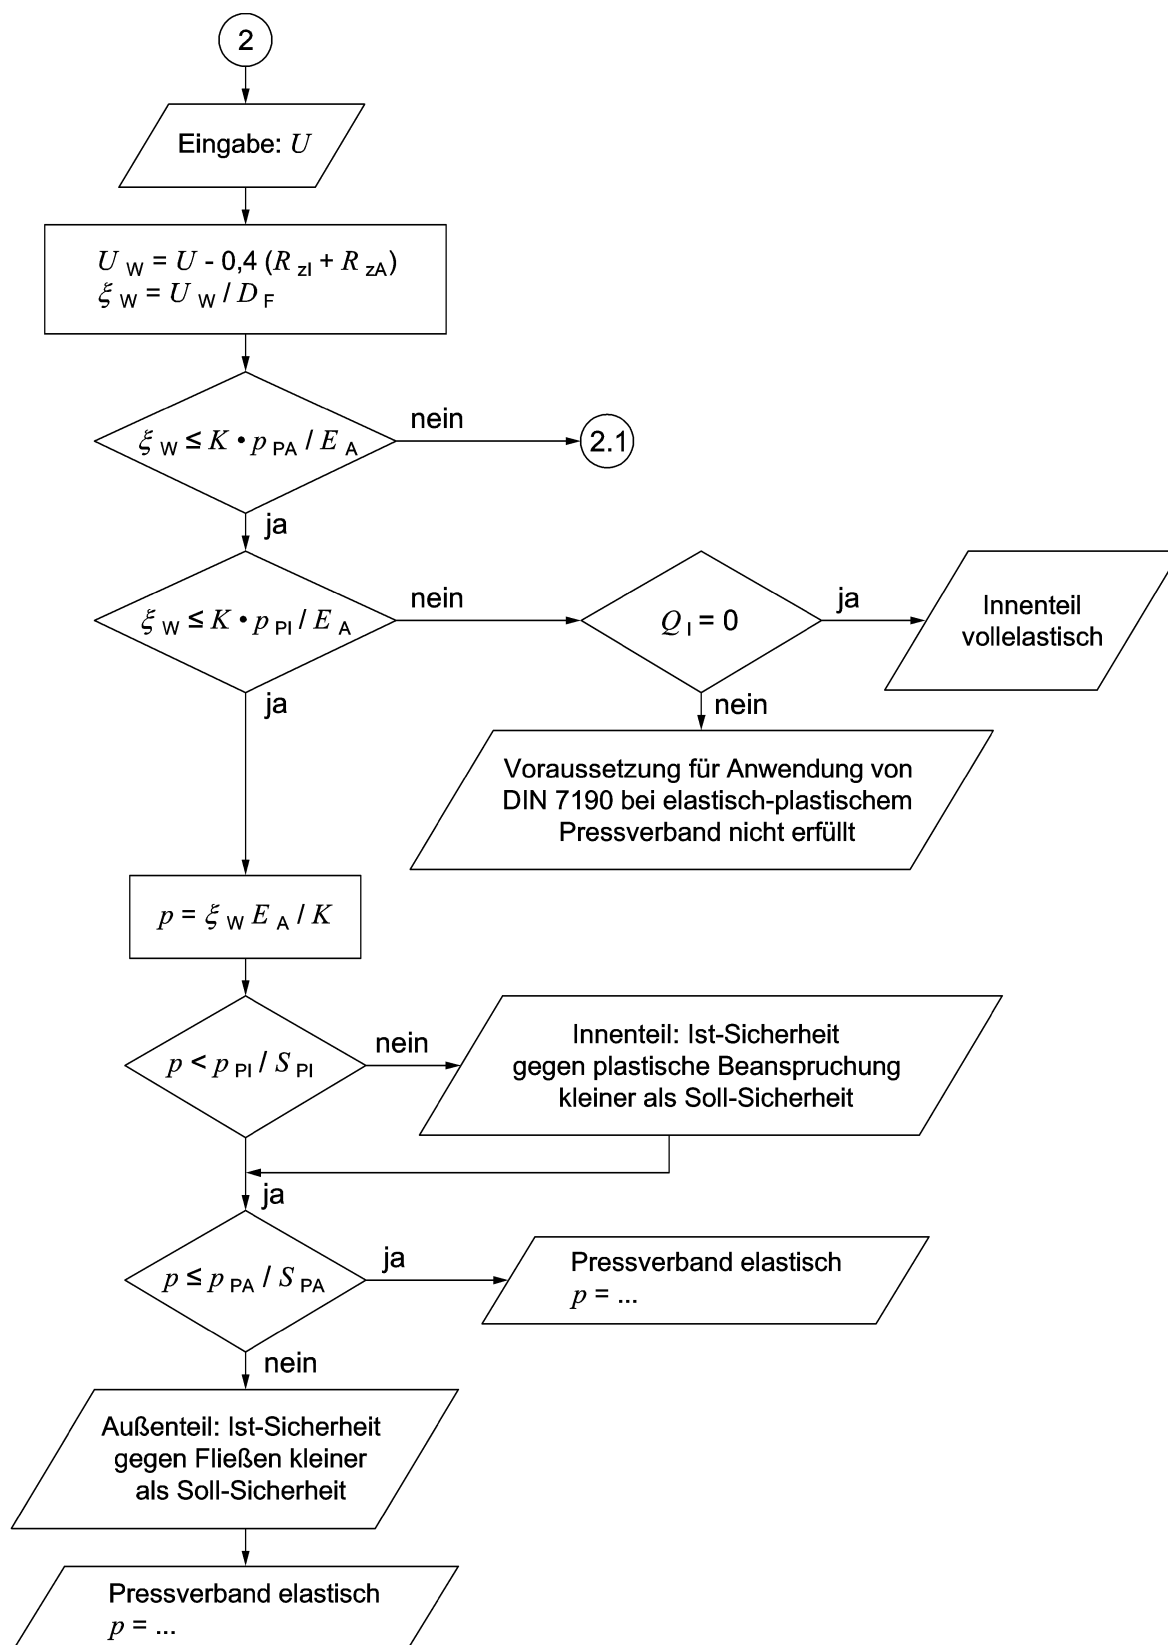 2
Eingabe: U
U W = U - 0,4 (R zI + R zA)
ξ W = U W / D F
ξ W ≤ K • p PA / E A
nein
2.1
ja
ξ W ≤ K • p PI / E A
nein
Q I = 0
ja
Innenteil
vollelastisch
ja
nein
Voraussetzung für Anwendung von
DIN 7190 bei elastisch-plastischem
Pressverband nicht erfüllt
p = ξ W E A / K
p < p PI / S PI
nein
Innenteil: Ist-Sicherheit
gegen plastische Beanspruchung
kleiner als Soll-Sicherheit
ja
p ≤ p PA / S PA
ja
Pressverband elastisch
p = ...
nein
Außenteil: Ist-Sicherheit
gegen Fließen kleiner
als Soll-Sicherheit
Pressverband elastisch
p = ...